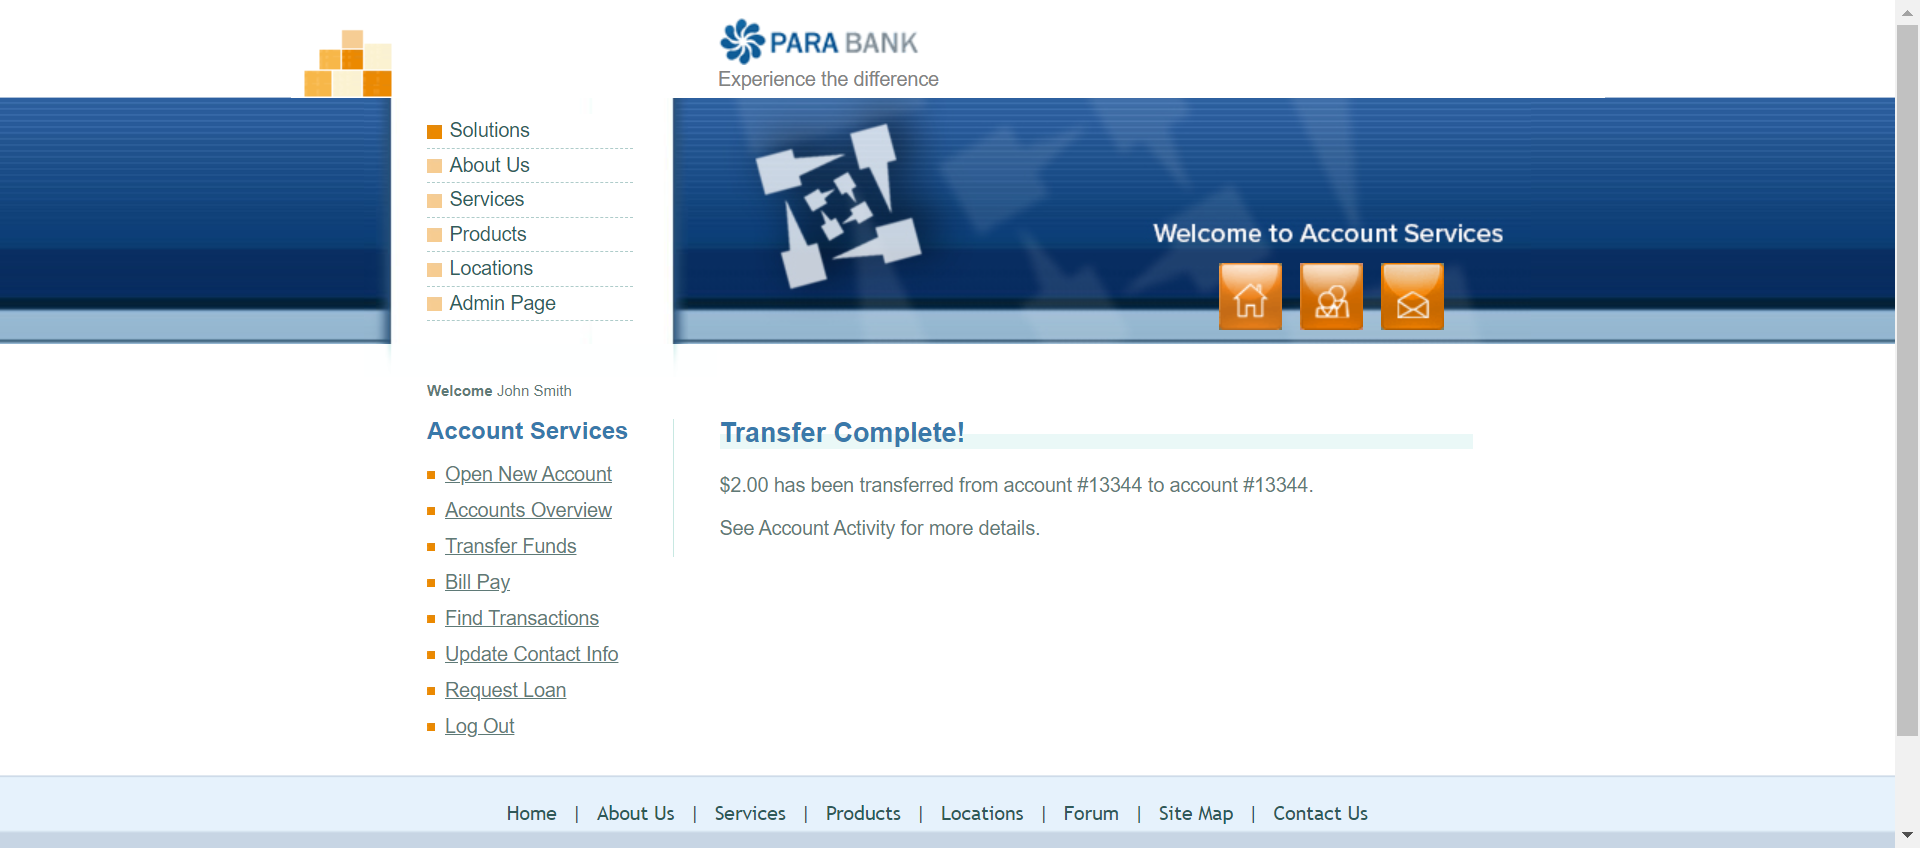 PARA BANK
Experience the difference
Solutions
About Us
Services
Products
Locations
Admin Page
Welcome to Account Services
Welcome John Smith
Account Services
Open New Account
Accounts Overview
Transfer Funds
Bill Pay
Find Transactions
Update Contact Info
Request Loan
Log Out
Transfer Complete!
$2.00 has been transferred from account #13344 to account #13344.
See Account Activity for more details.
Home | About Us | Services | Products | Locations | Forum | Site Map | Contact Us